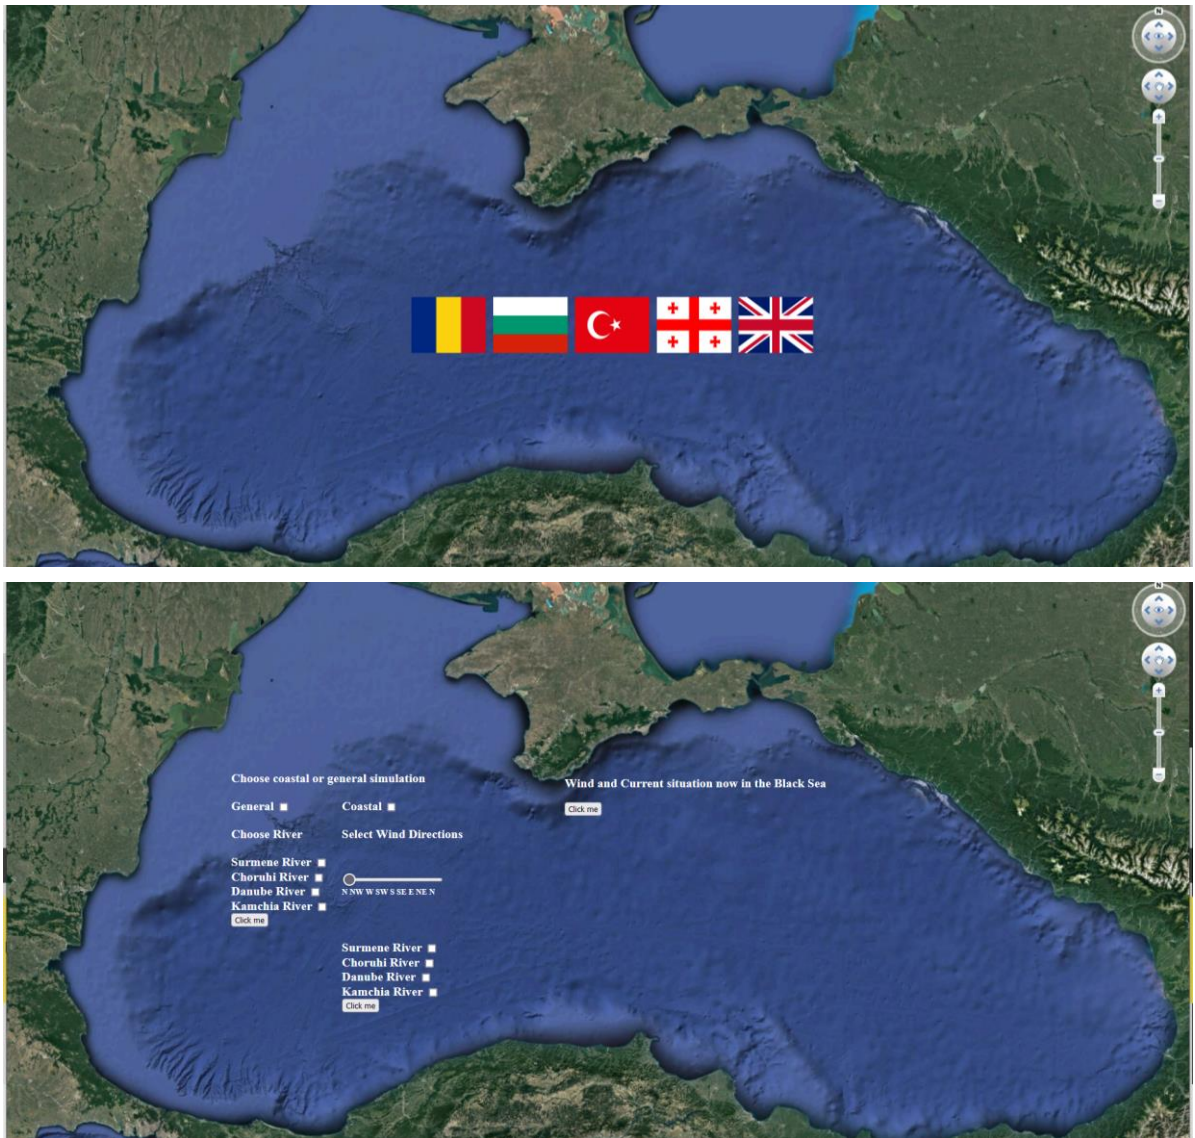 N
N
Choose coastal or general simulation
Wind and Current situation now in the Black Sea
General
Coastal
Click me
Choose River
Select Wind Directions
Surmene River
Choruhi River
Danube River
Kamchia River
Click me
N NW W SW S SE E NE N
Surmene River
Choruhi River
Danube River
Kamchia River
Click me